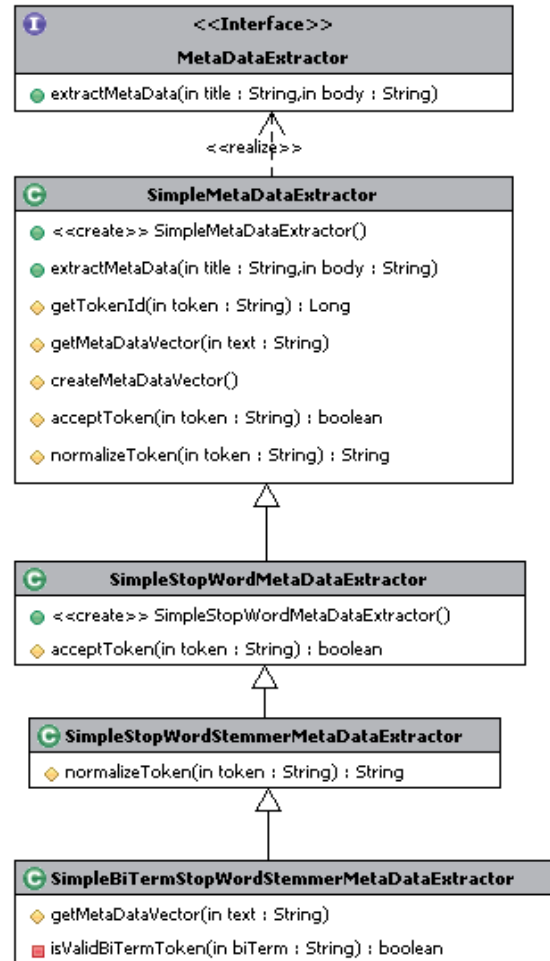 I
<<Interface>>
MetaDataExtractor
extractMetaData(in title : String,in body : String)
<<realize>>
C
SimpleMetaDataExtractor
<<create>> SimpleMetaDataExtractor()
extractMetaData(in title : String,in body : String)
getTokenId(in token : String) : Long
getMetaDataVector(in text : String)
createMetaDataVector()
acceptToken(in token : String) : boolean
normalizeToken(in token : String) : String
C
SimpleStopWordMetaDataExtractor
<<create>> SimpleStopWordMetaDataExtractor()
acceptToken(in token : String) : boolean
C SimpleStopWordStemmerMetaDataExtractor
normalizeToken(in token : String) : String
C SimpleBiTermStopWordStemmerMetaDataExtractor
getMetaDataVector(in text : String)
isValidBiTermToken(in biTerm : String) : boolean